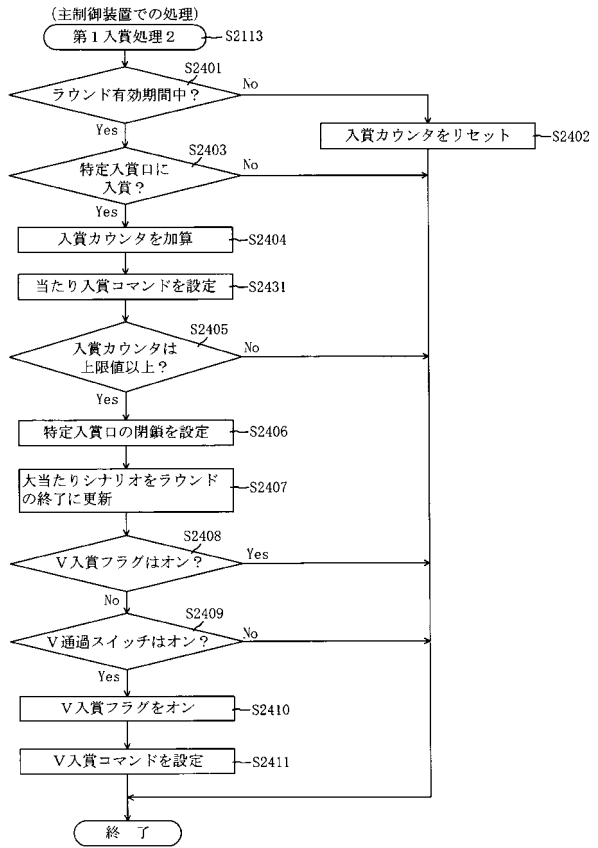 (主制御装置での処理)
第1入賞処理2
S2113
S2401
ラウンド有効期間中?
No
Yes
入賞カウンタをリセット
S2402
S2403
特定入賞口に
入賞?
No
Yes
入賞カウンタを加算
S2404
当たり入賞コマンドを設定
S2431
S2405
入賞カウンタは
上限値以上?
No
Yes
特定入賞口の閉鎖を設定
S2406
大当たりシナリオをラウンド
の終了に更新
S2407
S2408
V入賞フラグはオン?
Yes
No
S2409
V通過スイッチはオン?
No
Yes
V入賞フラグをオン
S2410
V入賞コマンドを設定
S2411
終 了